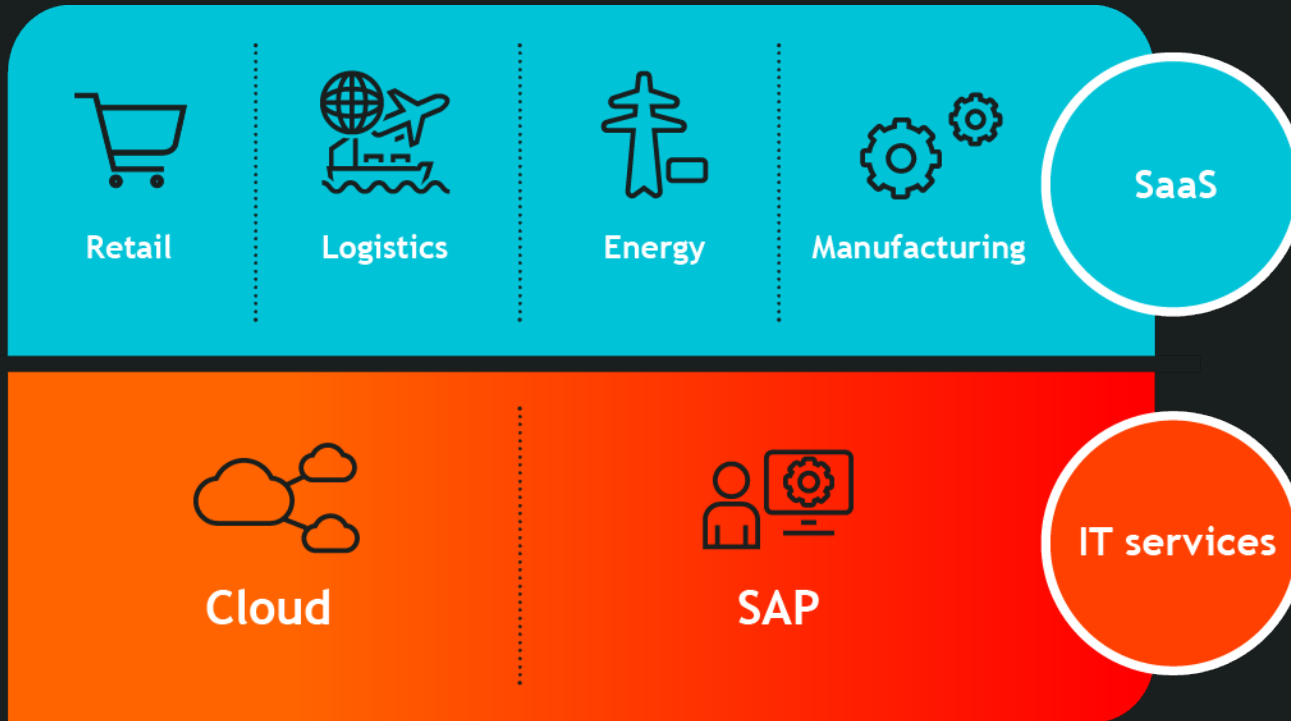 Retail
Logistics
Energy
Manufacturing
SaaS
Cloud
SAP
IT services